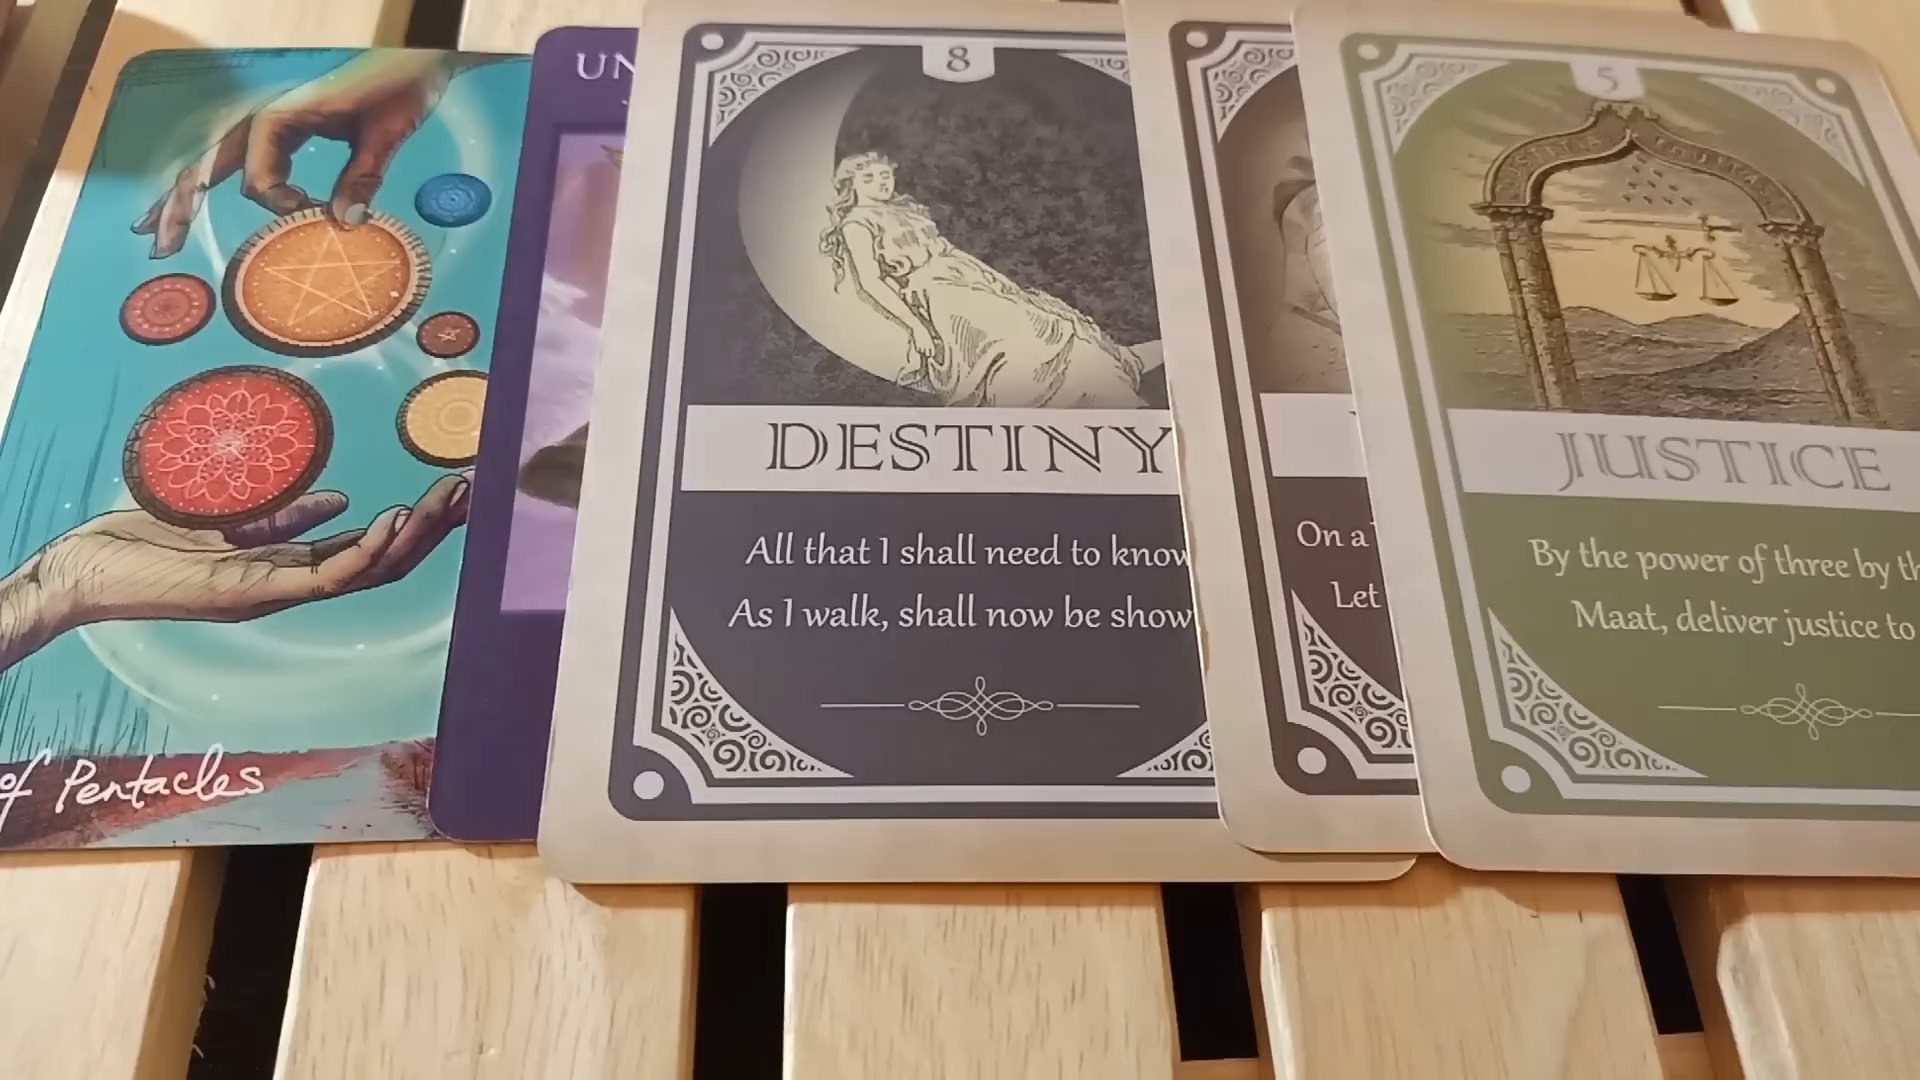 of Pentacles
UN
8
DESTINY
All that I shall need to know
As I walk, shall now be show
On a
Let
5
JUSTICE
By the power of three by th
Maat, deliver justice to